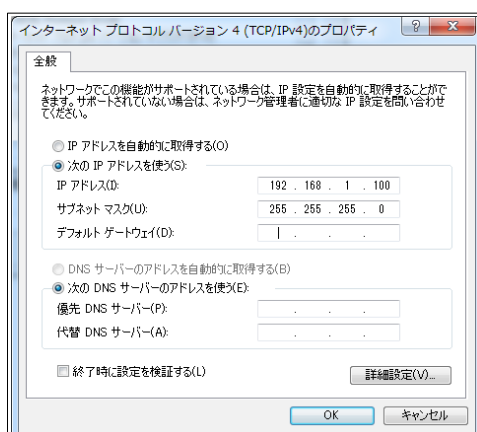 インターネット プロトコル バージョン 4 (TCP/IPv4)のプロパティ
全般
ネットワークでこの機能がサポートされている場合は、IP 設定を自動的に取得することがで
きます。サポートされていない場合は、ネットワーク管理者に適切な IP 設定を問い合わせ
てください。
IP アドレスを自動的に取得する(O)
次の IP アドレスを使う(S):
IP アドレス(I): 192 . 168 . 1 . 100
サブネット マスク(U): 255 . 255 . 255 . 0
デフォルト ゲートウェイ(D): . . .
DNS サーバーのアドレスを自動的に取得する(B)
次の DNS サーバーのアドレスを使う(E):
優先 DNS サーバー(P): . . .
代替 DNS サーバー(A): . . .
終了時に設定を検証する(L)
詳細設定(V)...
OK キャンセル